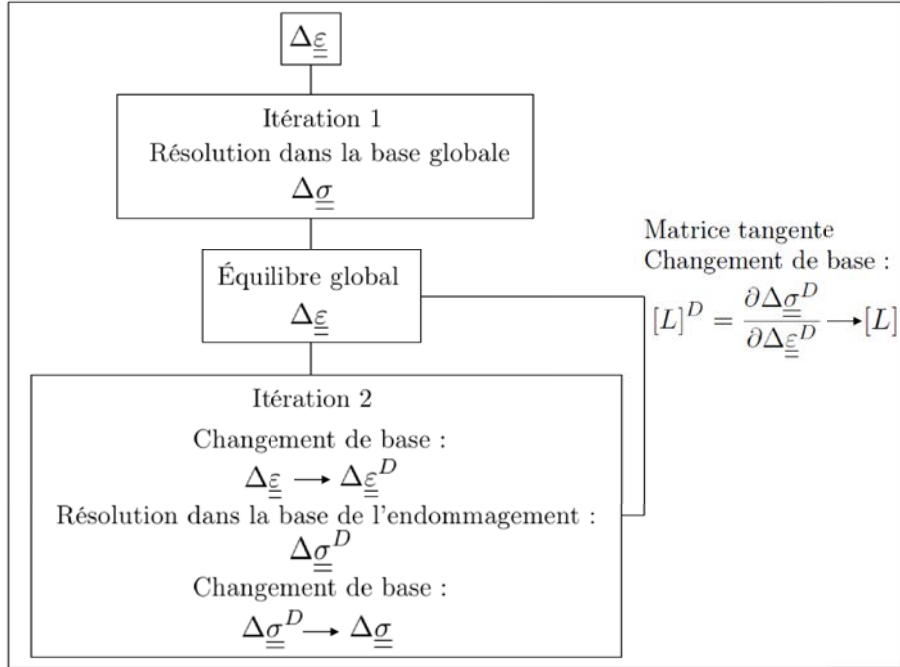 Δε̳
Itération 1
Résolution dans la base globale
Δσ̳
Équilibre global
Δε̳
Matrice tangente
Changement de base :
[L]^D = ∂Δσ̳^D / ∂Δε̳^D → [L]
Itération 2
Changement de base :
Δε̳ → Δε̳^D
Résolution dans la base de l'endommagement :
Δσ̳^D
Changement de base :
Δσ̳^D → Δσ̳